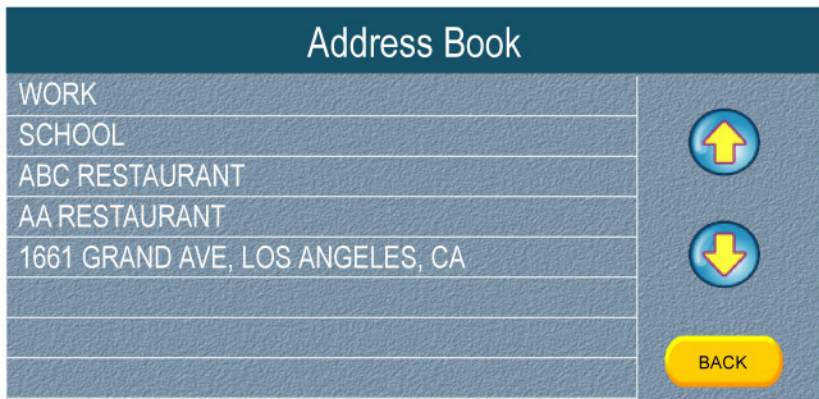 Address Book
WORK
SCHOOL
ABC RESTAURANT
AA RESTAURANT
1661 GRAND AVE, LOS ANGELES, CA
BACK